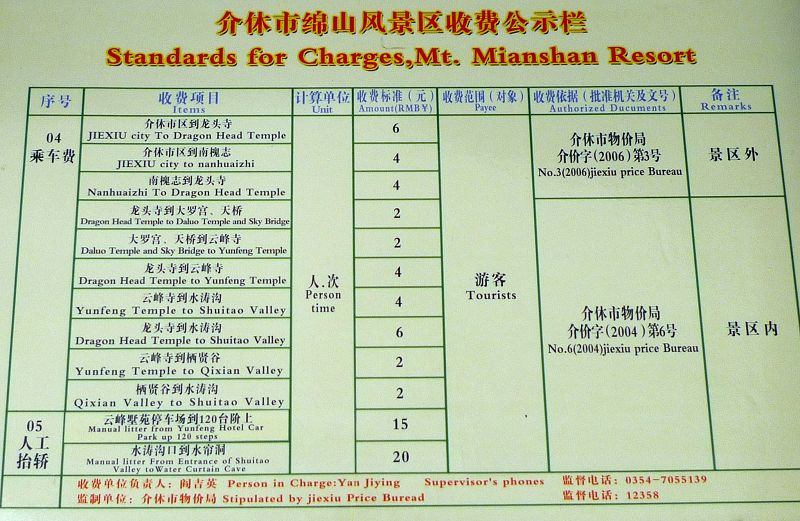 介休市绵山风景区收费公示栏
Standards for Charges,Mt. Mianshan Resort
序号
收费项目
Items
计算单位
Unit
收费标准（元）
Amount(RMB¥)
收费范围（对象）
Payee
收费依据（批准机关及文号）
Authorized Ducuments
备注
Remarks
04
乘车费
介休市区到龙头寺
JIEXIU city To Dragon Head Temple
6
介休市区到南槐志
JIEXIU city to nanhuaizhi
4
南槐志到龙头寺
Nanhuaizhi To Dragon Head Temple
4
龙头寺到大罗宫、天桥
Dragon Head Temple to Daluo Temple and Sky Bridge
2
大罗宫、天桥到云峰寺
Daluo Temple and Sky Bridge to Yunfeng Temple
2
龙头寺到云峰寺
Dragon Head Temple to Yunfeng Temple
4
云峰寺到水涛沟
Yunfeng Temple to Shuitao Valley
4
龙头寺到水涛沟
Dragon Head Temple to Shuitao Valley
6
云峰寺到栖贤谷
Yunfeng Temple to Qixian Valley
2
栖贤谷到水涛沟
Qixian Valley to Shuitao Valley
2
人.次
Person
time
游客
Tourists
介休市物价局
介价字(2006)第3号
No.3(2006)jiexiu price Bureau
景区外
介休市物价局
介价字(2004)第6号
No.6(2004)jiexiu price Bureau
景区内
05
人工
抬轿
云峰墅苑停车场到120台阶上
Manual litter from Yunfeng Hotel Car
Park up 120 steps
15
水涛沟口到水帘洞
Manual litter From Entrance of Shuitao
Valley toWater Curtain Cave
20
收费单位负责人：阎吉英 Person in Charge:Yan Jiying Supervisor's phones 监督电话：0354-7055139
监制单位：介休市物价局 Stipulated by jiexiu Price Buread 监督电话：12358